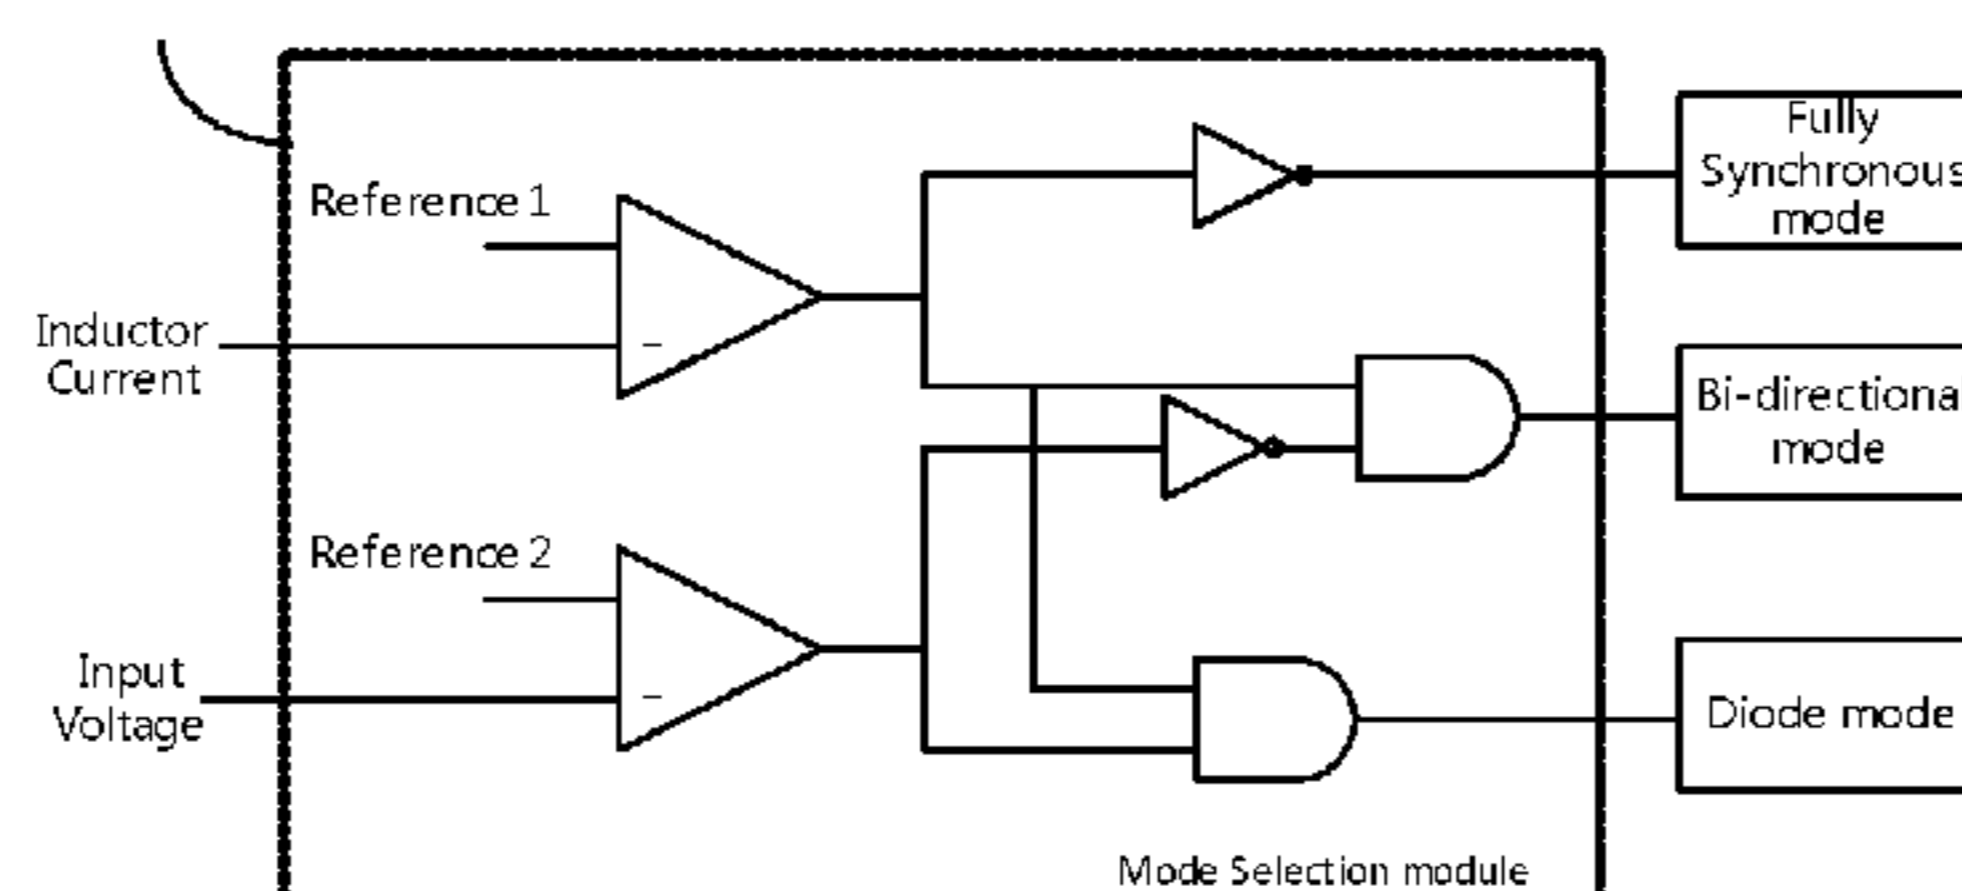 Fully
Synchronous
mode
Reference 1
Inductor
Current
Bi-directional
mode
Reference 2
Input
Voltage
Diode mode
Mode Selection module